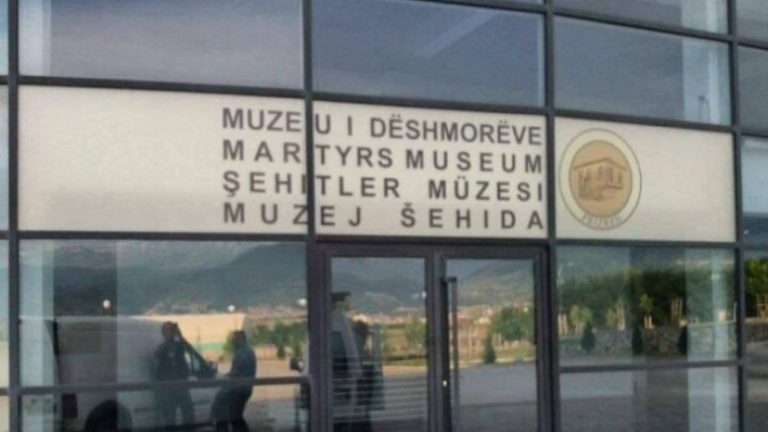 MUZEU I DËSHMORËVE
MARTYRS MUSEUM
ŞEHITLER MÜZESI
MUZEJ ŠEHIDA